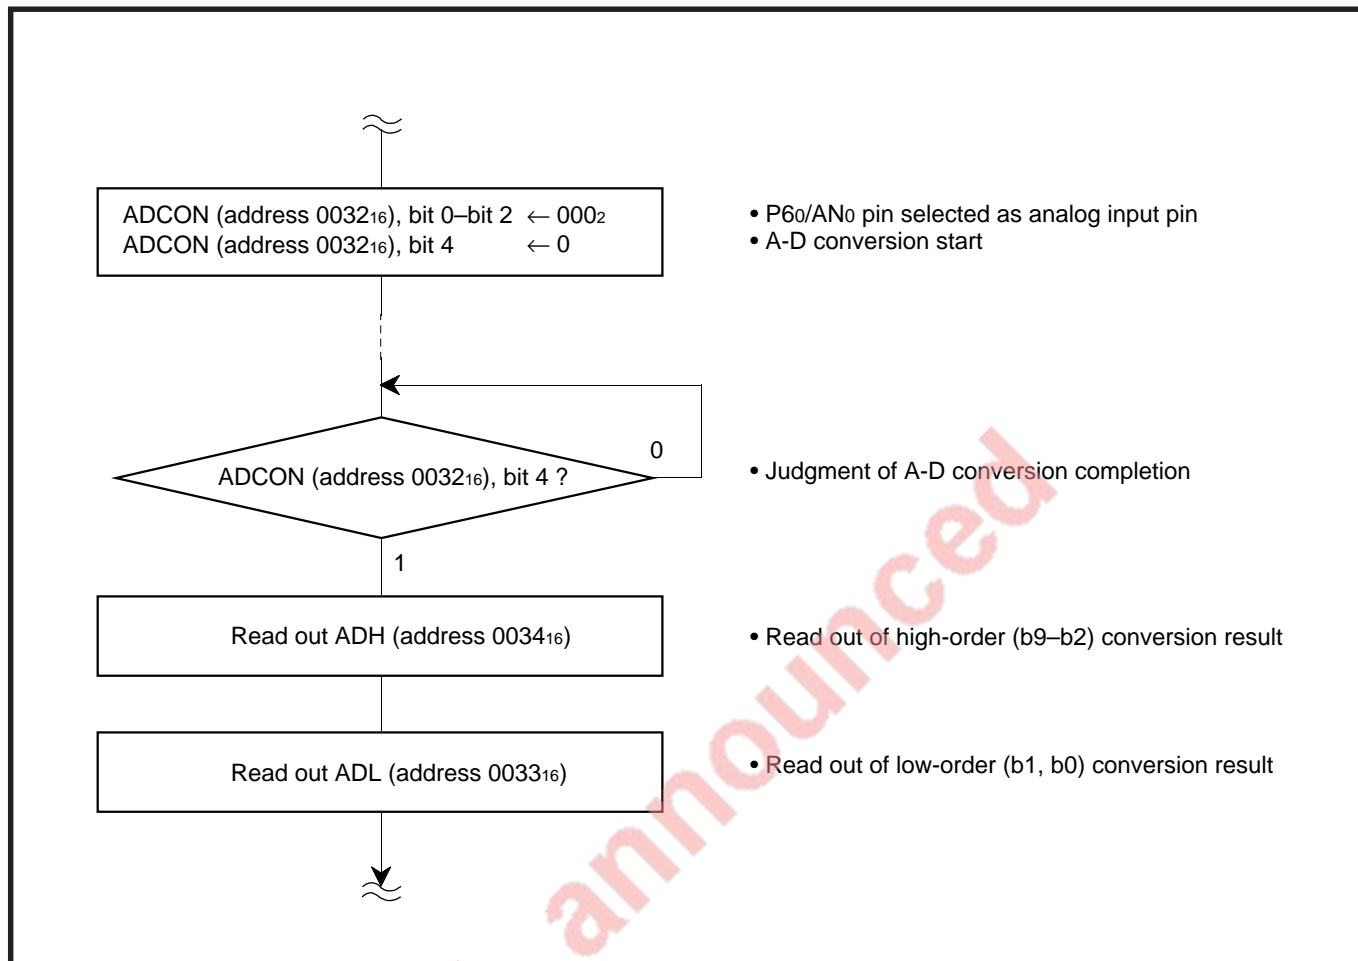 ADCON (address 0032₁₆), bit 0–bit 2 ← 000₂
ADCON (address 0032₁₆), bit 4 ← 0
• P6₀/AN₀ pin selected as analog input pin
• A-D conversion start
0
ADCON (address 0032₁₆), bit 4 ?
• Judgment of A-D conversion completion
1
Read out ADH (address 0034₁₆)
• Read out of high-order (b9–b2) conversion result
Read out ADL (address 0033₁₆)
• Read out of low-order (b1, b0) conversion result
announced